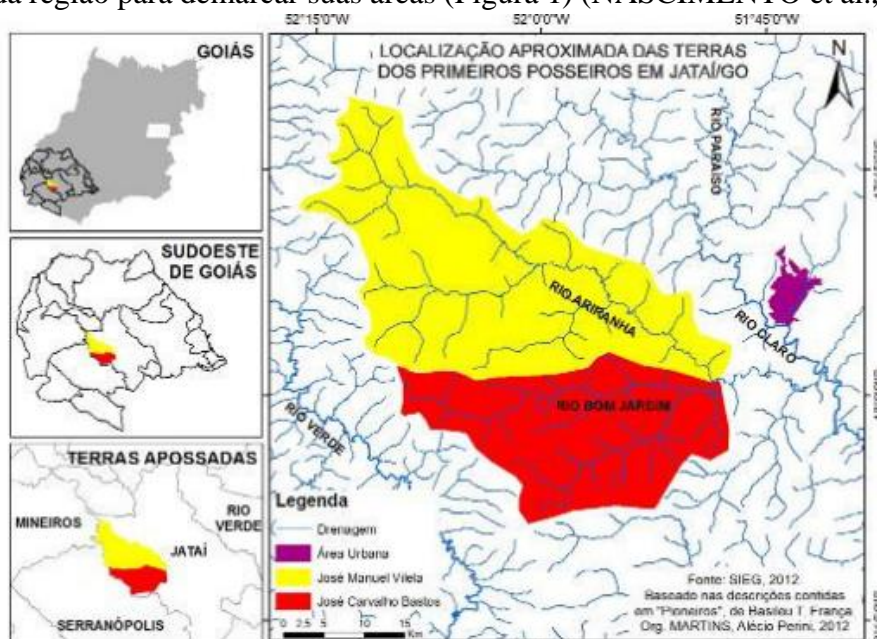 da região para demarcar suas áreas (Figura 1) (NASCIMENTO et al.,
52°15'0"W 52°0'0"W 51°45'0"W
GOIÁS
SUDOESTE
DE GOIÁS
TERRAS APOSSADAS
MINEIROS
RIO
VERDE
JATAÍ
SERRANÓPOLIS
LOCALIZAÇÃO APROXIMADA DAS TERRAS
DOS PRIMEIROS POSSEIROS EM JATAÍ/GO
N
RIO PARAÍSO
RIO ARIRANHA
RIO CLARO
RIO BOM JARDIM
RIO VERDE
Legenda
Drenagem
Área Urbana
José Manuel Vilela
José Carvalho Bastos
0 2,5 5 10 15
Km
Fonte: SIEG, 2012
Baseado nas descrições contidas
em "Pioneiros", de Basileu T. França
Org. MARTINS, Alécio Perini, 2012